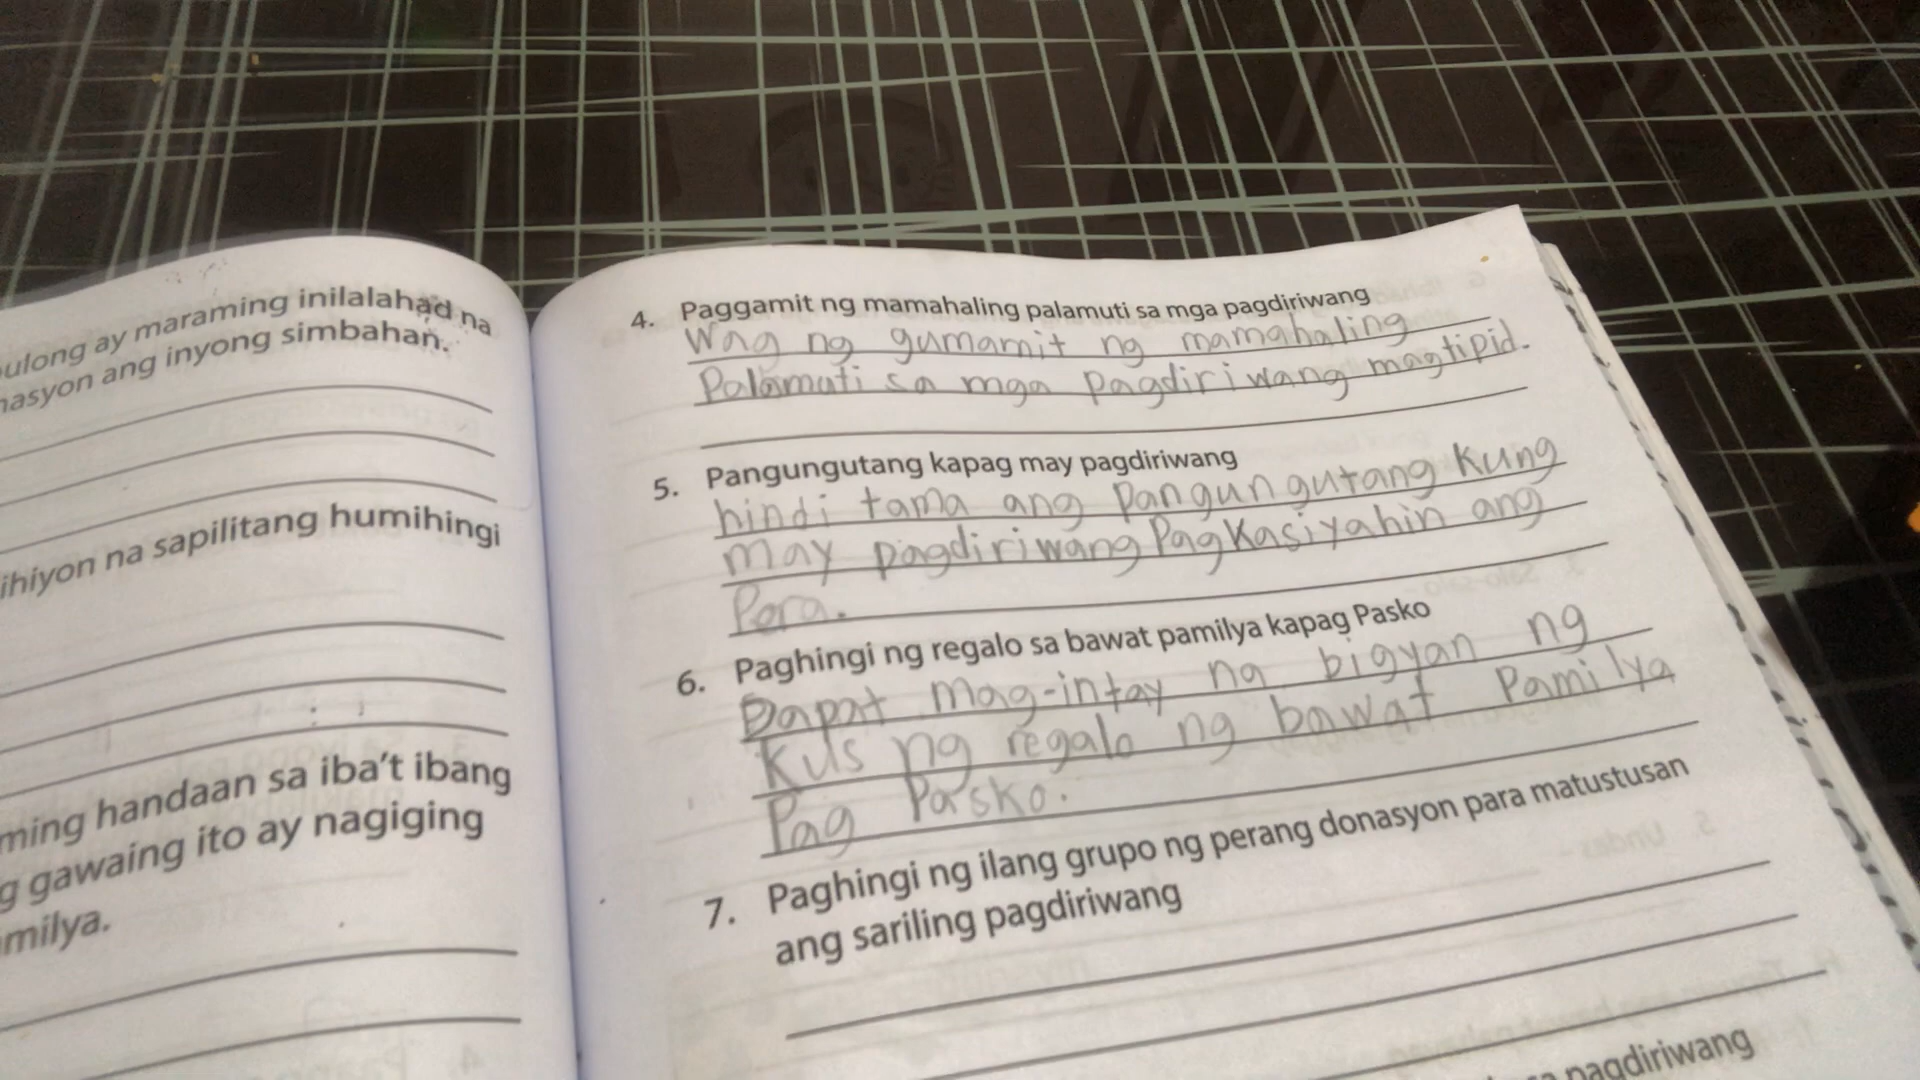 ulong ay maraming inilalahad na
nasyon ang inyong simbahan.
ihiyon na sapilitang humihingi
ming handaan sa iba't ibang
g gawaing ito ay nagiging
milya.
4. Paggamit ng mamahaling palamuti sa mga pagdiriwang
Wag ng gumamit ng mamahaling
Palamuti sa mga Pagdiriwang magtipid.
5. Pangungutang kapag may pagdiriwang
hindi tama ang Pangungutang Kung
may pagdiriwang Pagkasiyahin ang
Pera.
6. Paghingi ng regalo sa bawat pamilya kapag Pasko
Dapat mag-intay ng bigyan ng
Kus ng regalo ng bawat Pamilya
Pag Pasko.
7. Paghingi ng ilang grupo ng perang donasyon para matustusan
ang sariling pagdiriwang
pagdiriwang